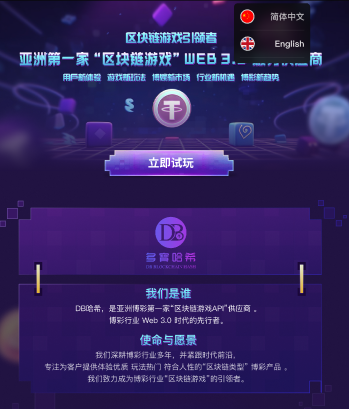 区块链游戏引领者
简体中文
亚洲第一家 “区块链游戏” WEB 3.
供应商
English
用户新体验 游戏新玩法 博娱新市场 行业新机遇 博彩新趋势
立即试玩
DB
多寶哈希
我们是谁
DB哈希，是亚洲博彩第一家“区块链游戏API”供应商 。
博彩行业 Web 3.0 时代的先行者。
使命与愿景
我们深耕博彩行业多年，并紧跟时代前沿，
专注为客户提供体验优质 玩法热门 符合人性的“区块链类型” 博彩产品 。
我们致力成为博彩行业“区块链游戏”的引领者。